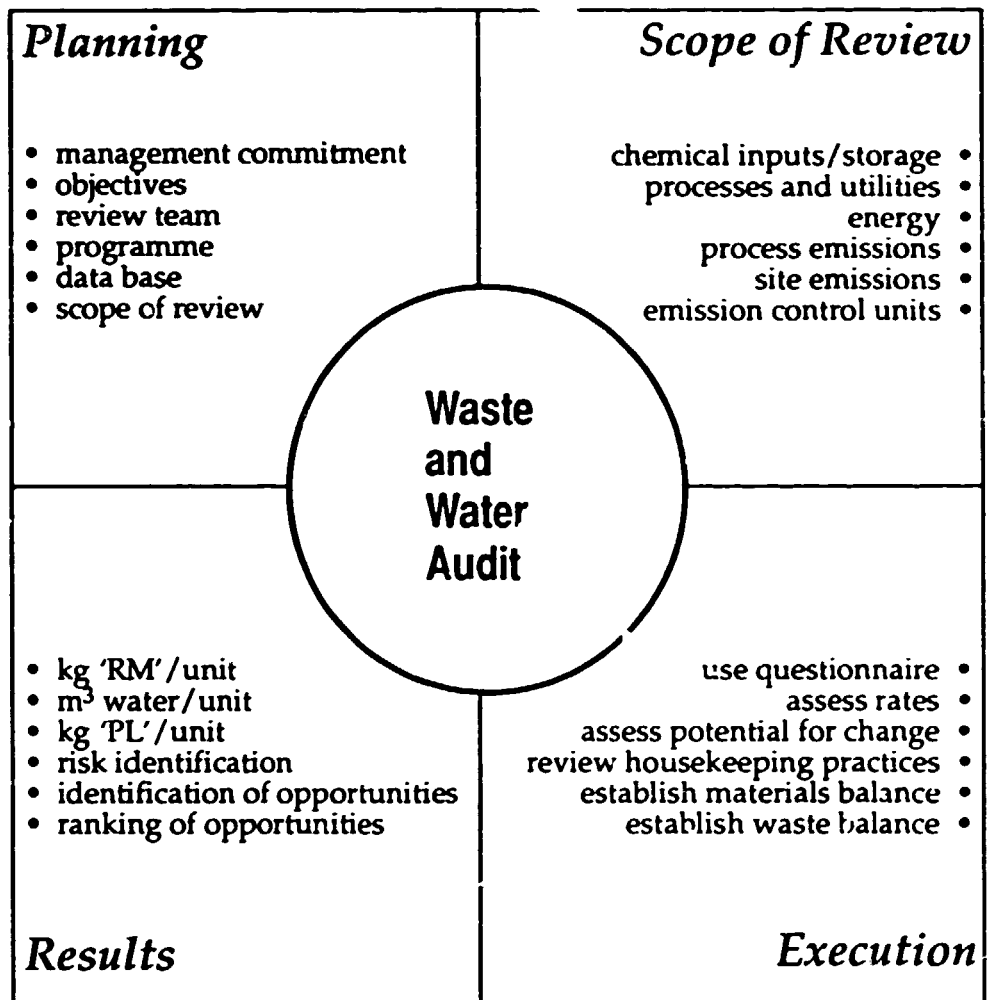 Planning
• management commitment
• objectives
• review team
• programme
• data base
• scope of review
Scope of Review
chemical inputs/storage •
processes and utilities •
energy •
process emissions •
site emissions •
emission control units •
Waste
and
Water
Audit
• kg 'RM'/unit
• m³ water/unit
• kg 'PL'/unit
• risk identification
• identification of opportunities
• ranking of opportunities
Results
use questionnaire •
assess rates •
assess potential for change •
review housekeeping practices •
establish materials balance •
establish waste balance •
Execution